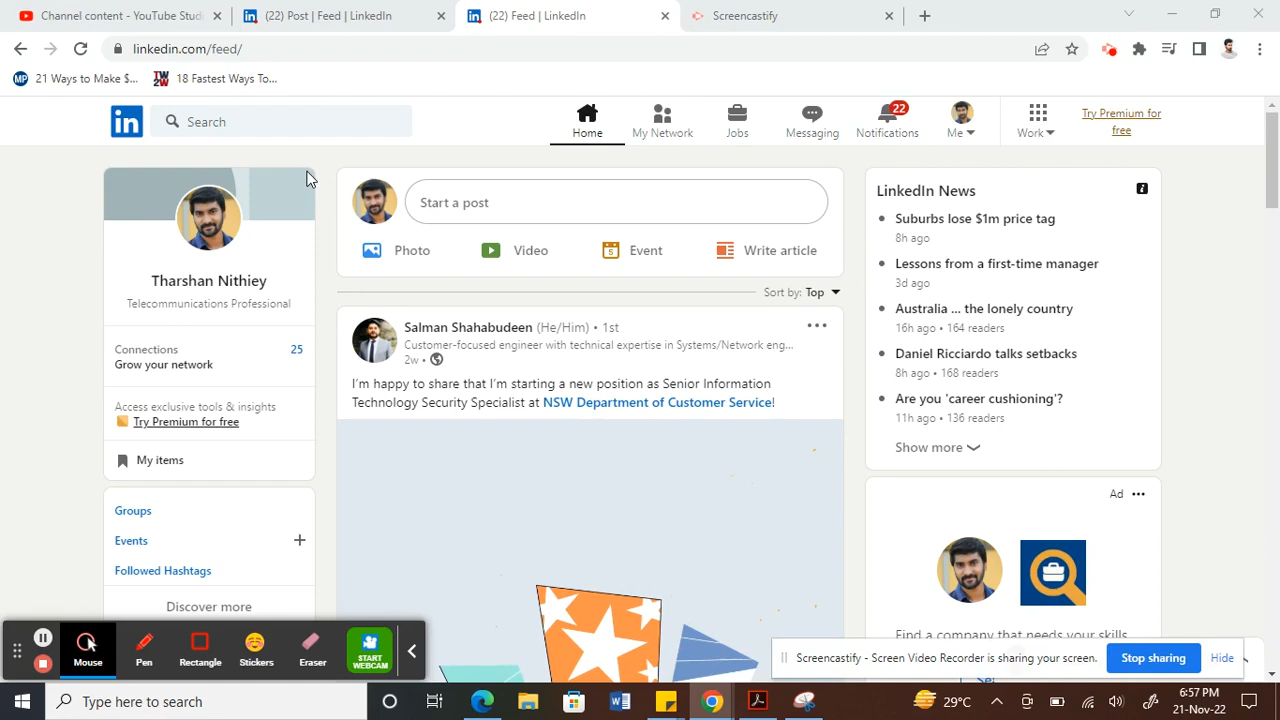 Channel content - YouTube Studi
(22) Post | Feed | LinkedIn
(22) Feed | LinkedIn
Screencastify
linkedin.com/feed/
MP 21 Ways to Make $...
TW 2W 18 Fastest Ways To...
in
Search
Home
My Network
Jobs
Messaging
22
Notifications
Me
Work
Try Premium for
free
Tharshan Nithiey
Telecommunications Professional
Connections 25
Grow your network
Access exclusive tools & insights
Try Premium for free
My items
Groups
Events
Followed Hashtags
Discover more
Start a post
Photo
Video
Event
Write article
Sort by: Top
Salman Shahabudeen (He/Him) • 1st
Customer-focused engineer with technical expertise in Systems/Network eng...
2w •
I'm happy to share that I'm starting a new position as Senior Information
Technology Security Specialist at NSW Department of Customer Service!
LinkedIn News
Suburbs lose $1m price tag
8h ago
Lessons from a first-time manager
3d ago
Australia ... the lonely country
16h ago • 164 readers
Daniel Ricciardo talks setbacks
8h ago • 168 readers
Are you 'career cushioning'?
11h ago • 136 readers
Show more
Ad
Find a company that needs your skills
Mouse
Pen
Rectangle
Stickers
Eraser
START
WEBCAM
Screencastify - Screen Video Recorder is sharing your screen.
Stop sharing
Hide
Type here to search
29°C
6:57 PM
21-Nov-22